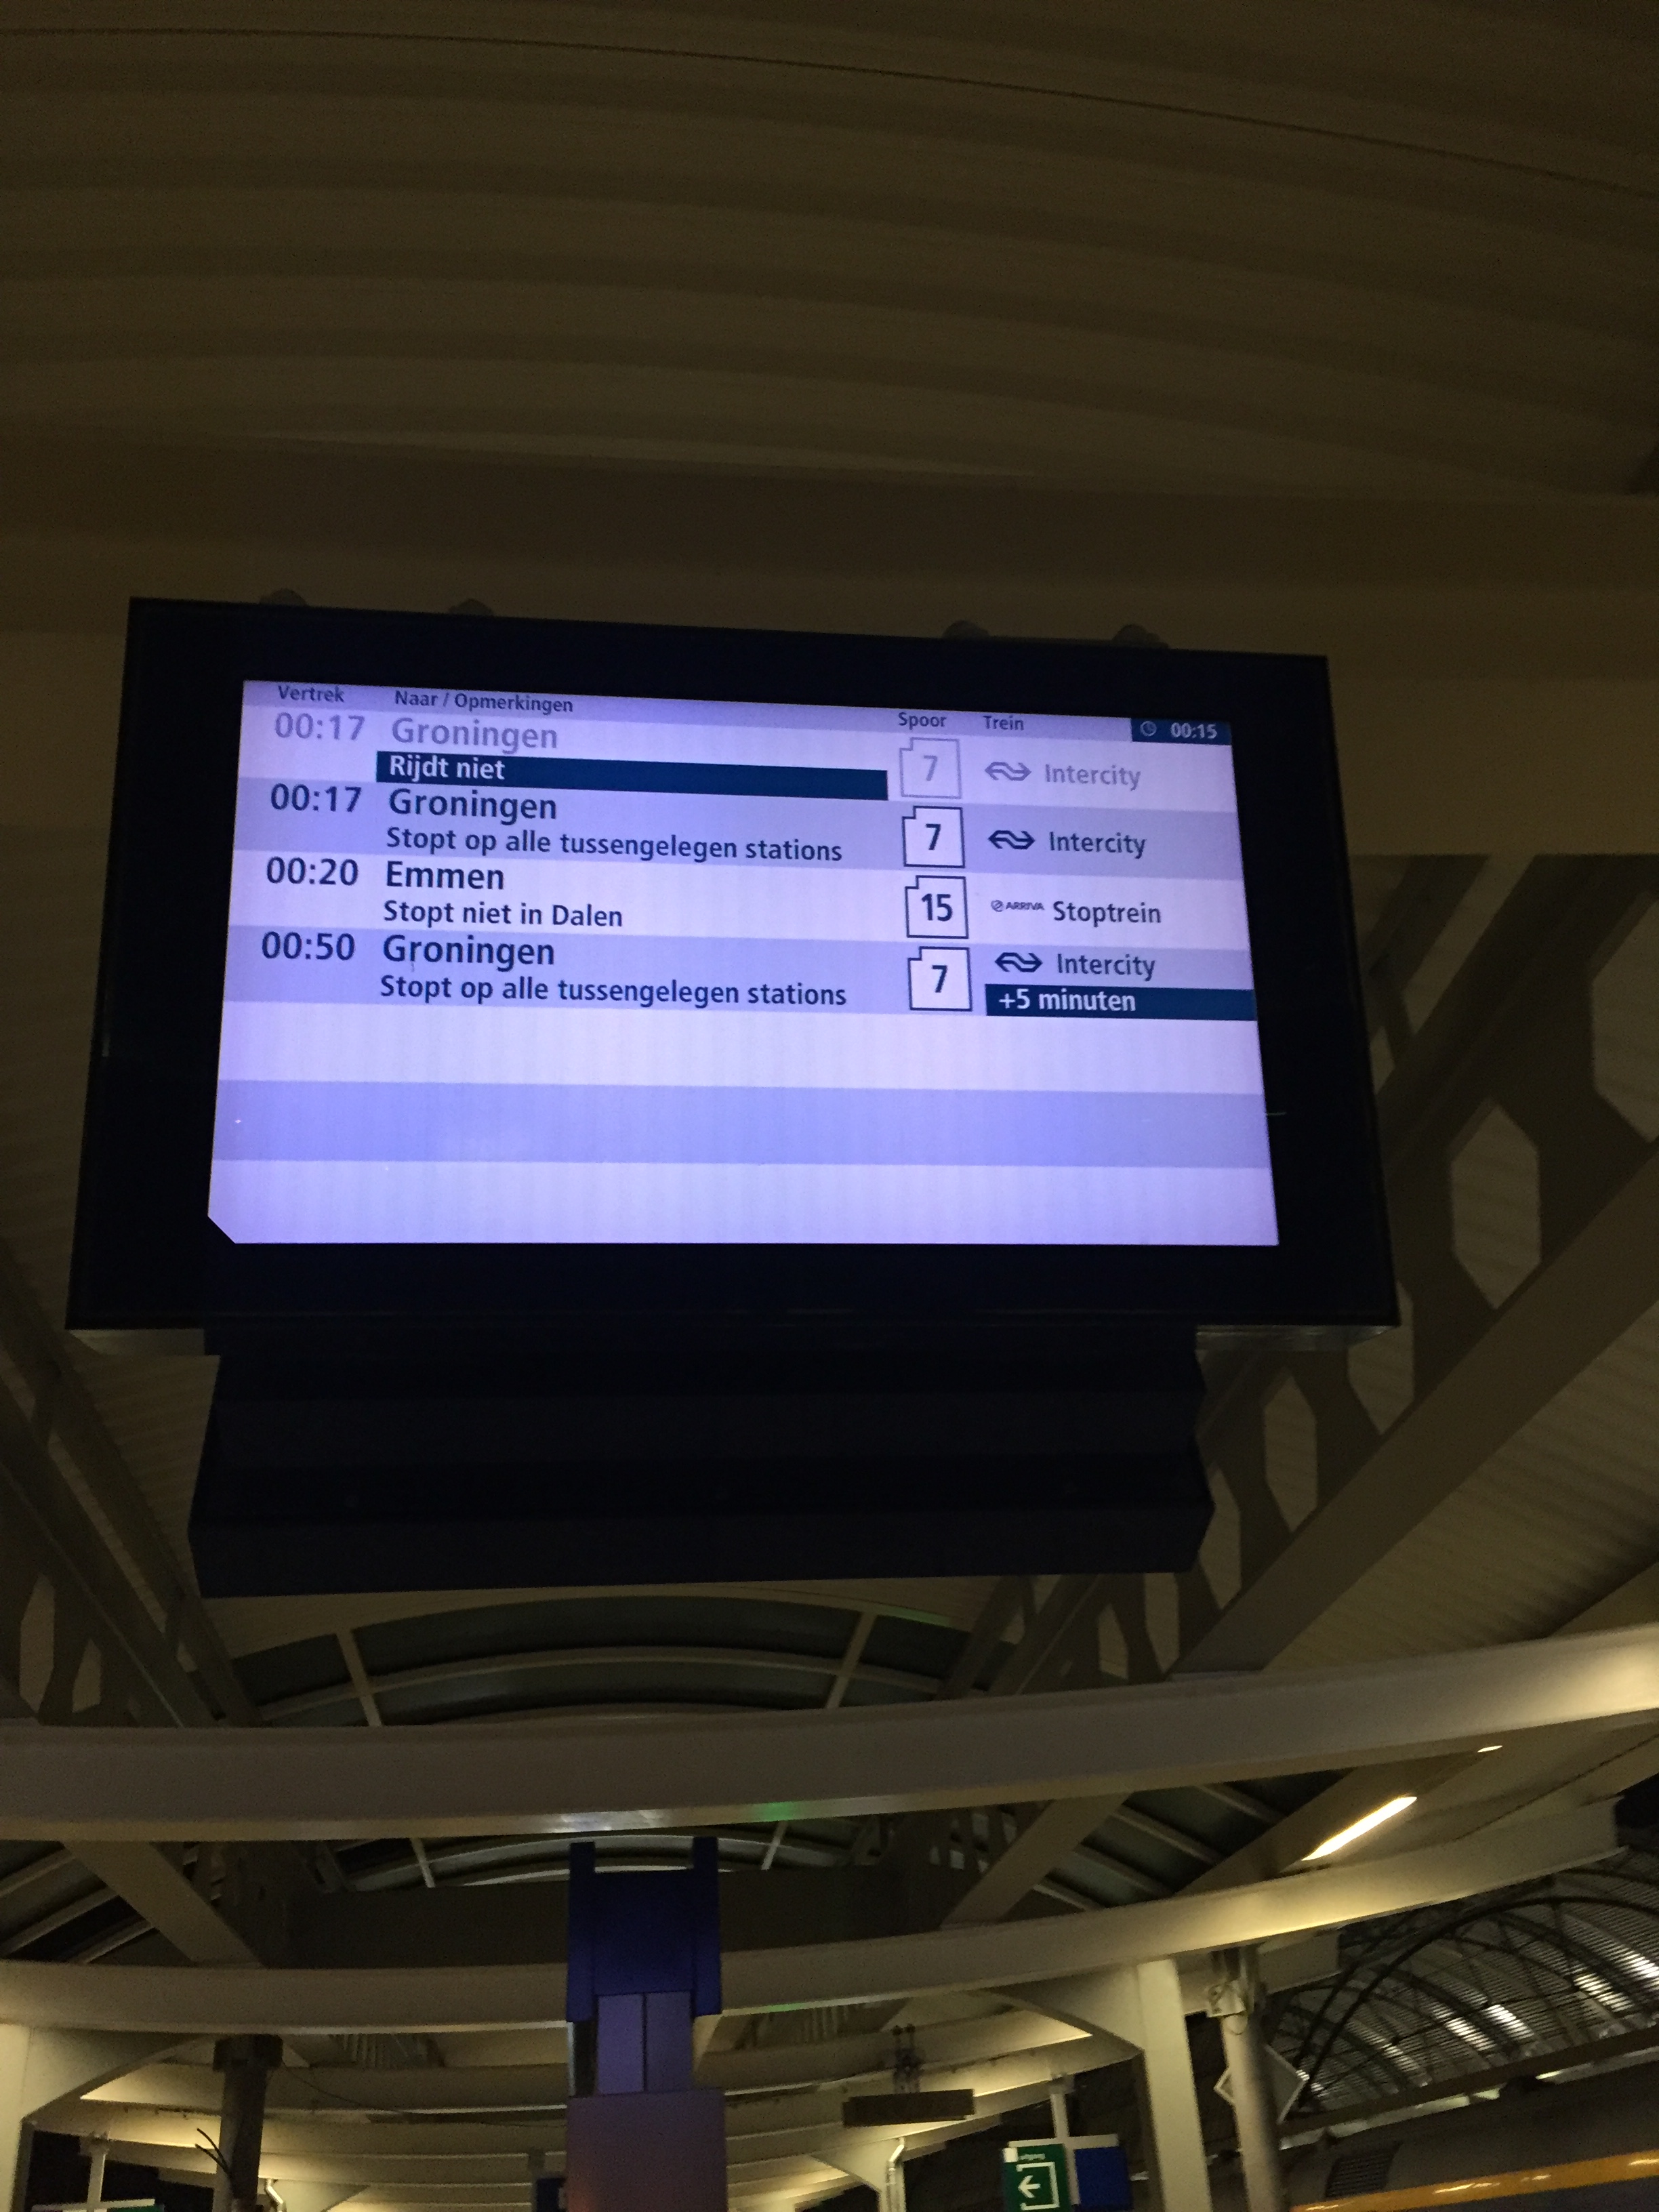 Vertrek Naar / Opmerkingen Spoor Trein 00:15
00:17 Groningen 7 Intercity
Rijdt niet
00:17 Groningen 7 Intercity
Stopt op alle tussengelegen stations
00:20 Emmen 15 ARRIVA Stoptrein
Stopt niet in Dalen
00:50 Groningen 7 Intercity
Stopt op alle tussengelegen stations +5 minuten
uitgang